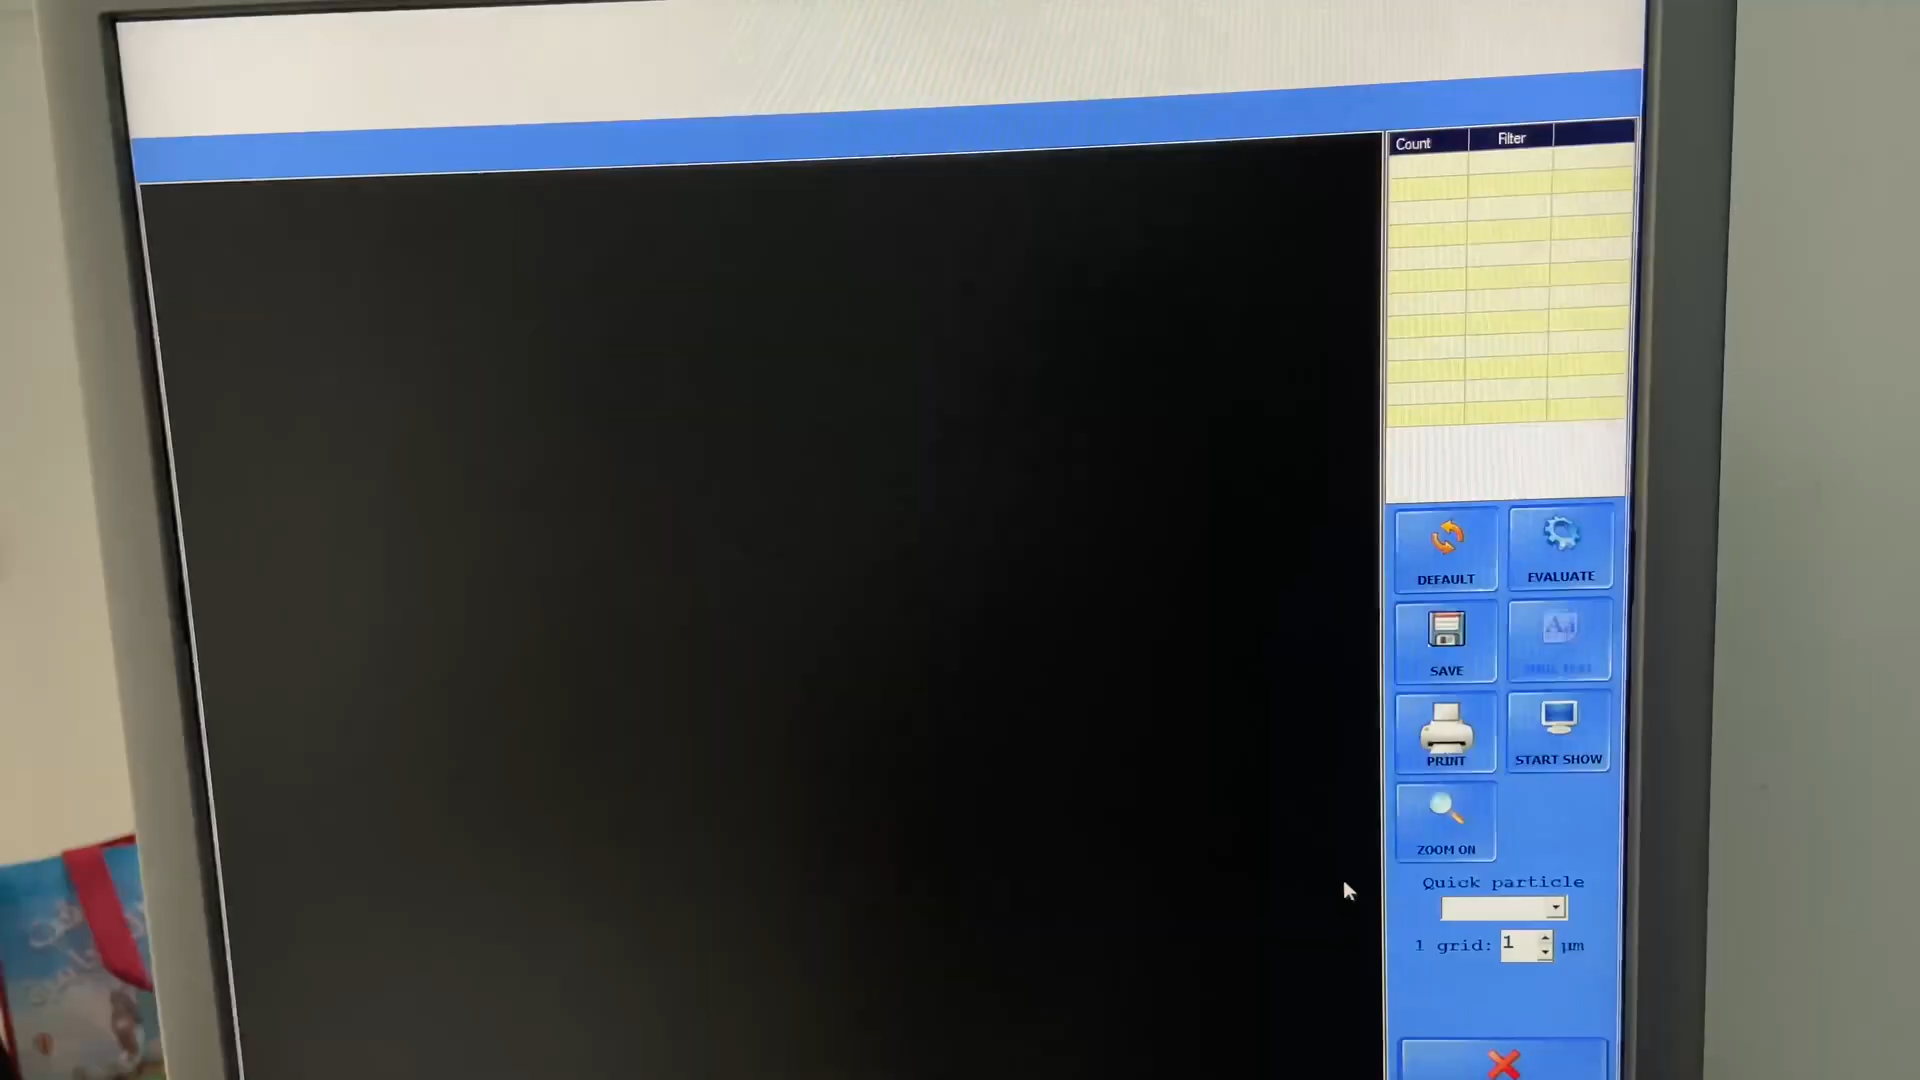 Count Filter
DEFAULT EVALUATE
SAVE
PRINT START SHOW
ZOOM ON
Quick particle
1 grid: 1 µm